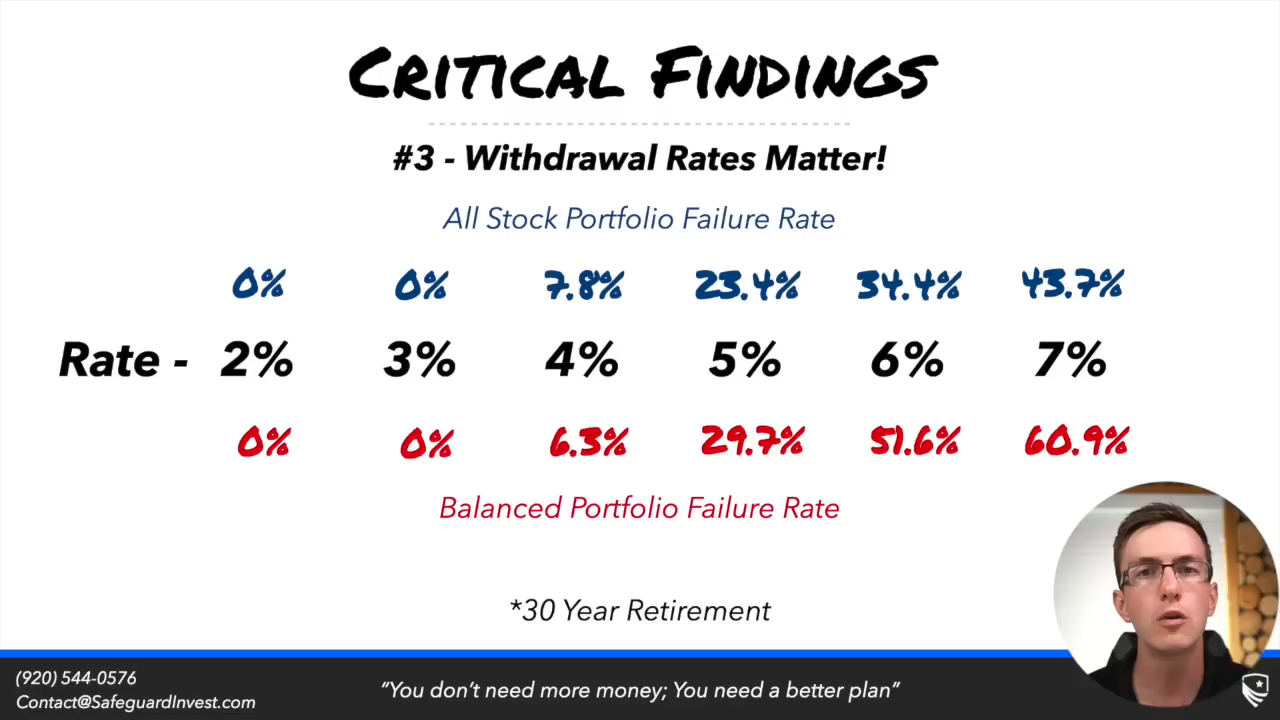 CRITICAL FINDINGS
#3 - Withdrawal Rates Matter!
All Stock Portfolio Failure Rate
0% 0% 7.8% 23.4% 34.4% 43.7%
Rate - 2% 3% 4% 5% 6% 7%
0% 0% 6.3% 29.7% 51.6% 60.9%
Balanced Portfolio Failure Rate
*30 Year Retirement
(920) 544-0576
Contact@SafeguardInvest.com
"You don't need more money; You need a better plan"